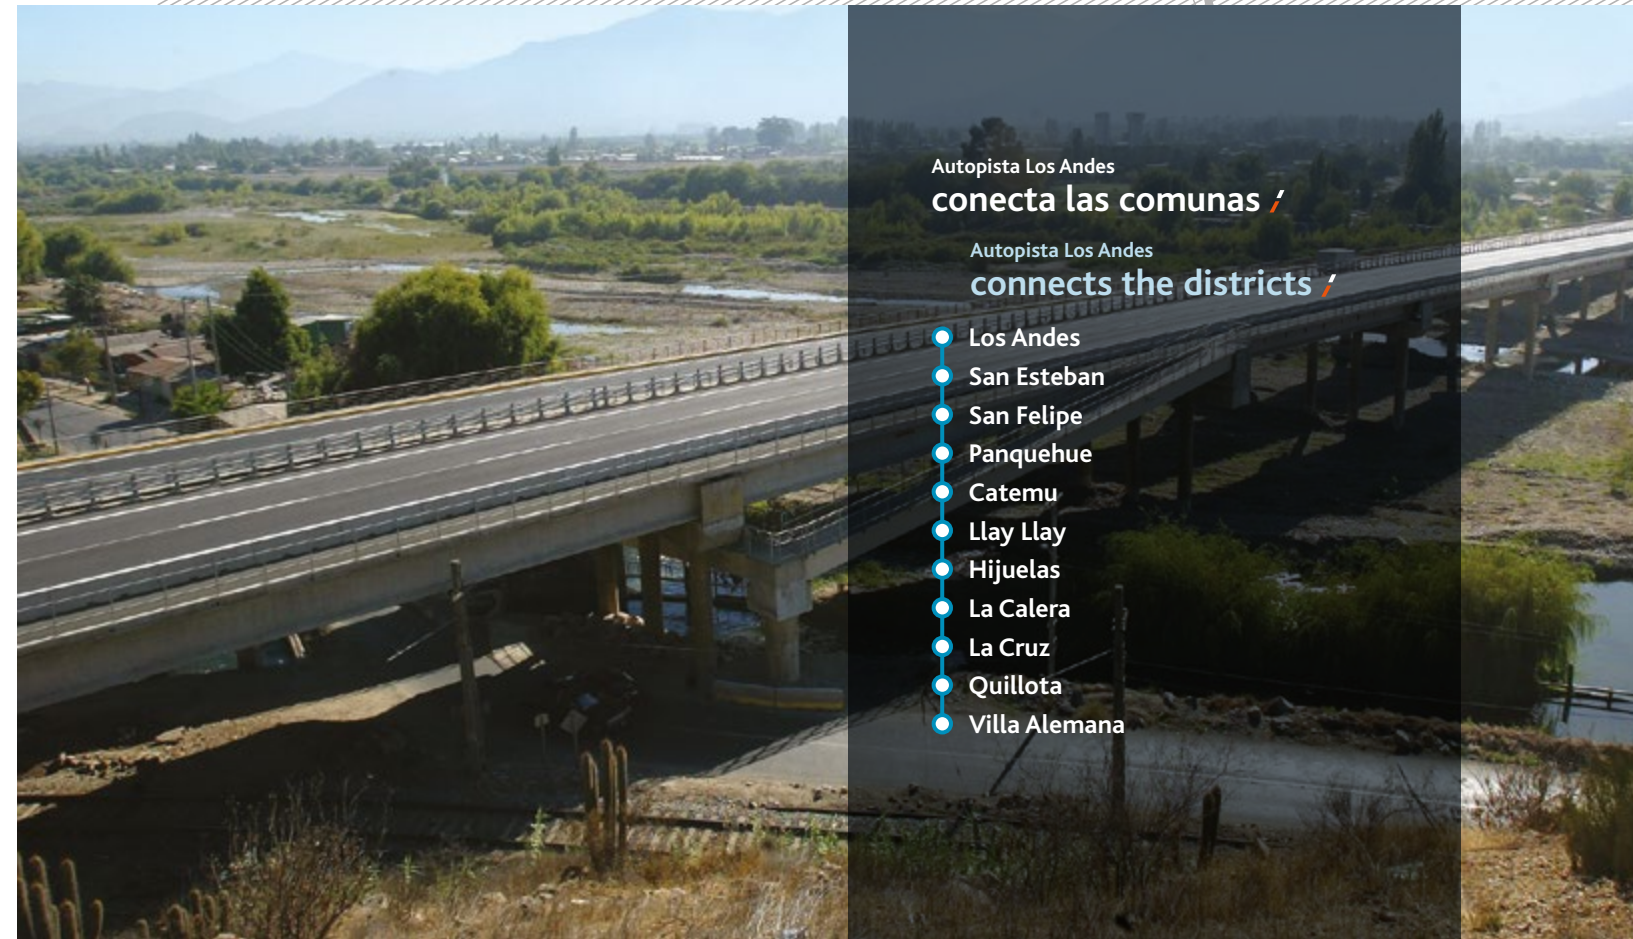 Autopista Los Andes
conecta las comunas
Autopista Los Andes
connects the districts
Los Andes
San Esteban
San Felipe
Panquehue
Catemu
Llay Llay
Hijuelas
La Calera
La Cruz
Quillota
Villa Alemana